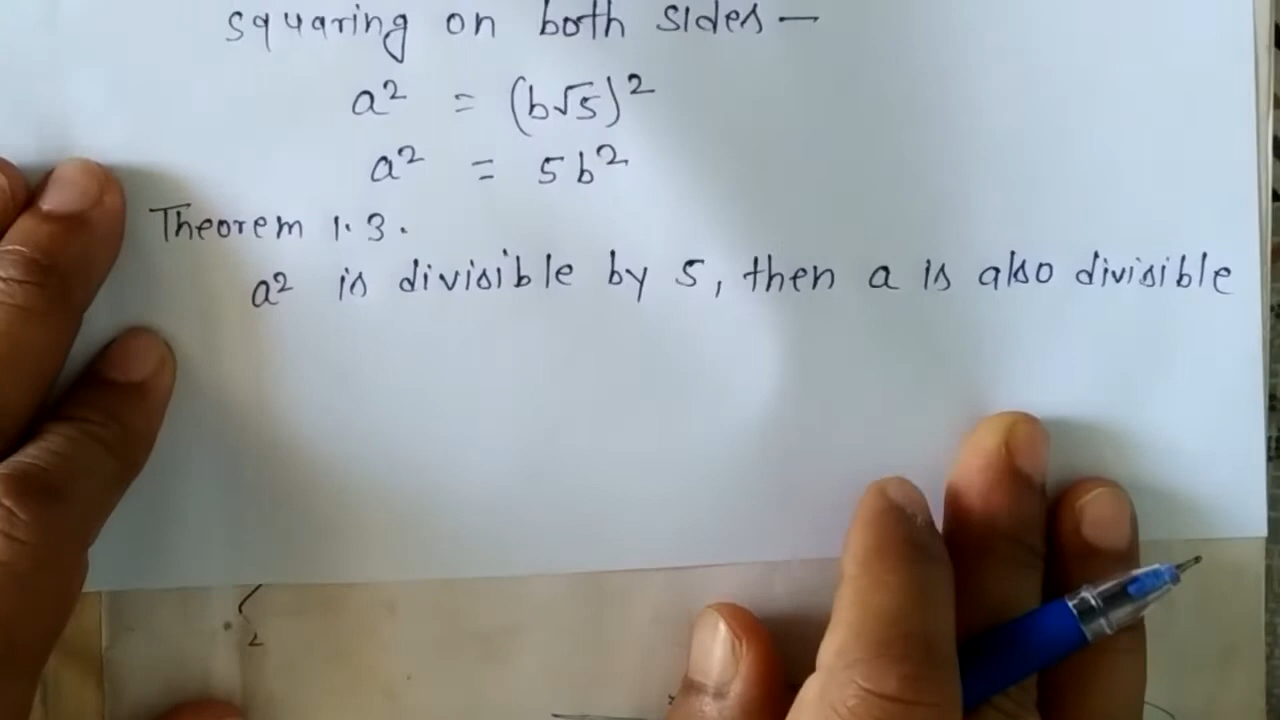 squaring on both sides —
a² = (b√5)²
a² = 5b²
Theorem 1.3.
a² is divisible by 5, then a is also divisible